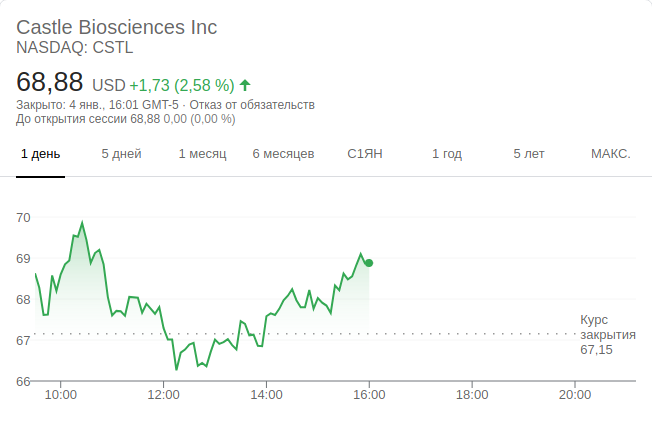 Castle Biosciences Inc
NASDAQ: CSTL
68,88 USD +1,73 (2,58 %)
Закрыто: 4 янв., 16:01 GMT-5 · Отказ от обязательств
До открытия сессии 68,88 0,00 (0,00 %)
1 день 5 дней 1 месяц 6 месяцев С1ЯН 1 год 5 лет МАКС.
70
69
68
67
66
Курс
закрытия
67,15
10:00 12:00 14:00 16:00 18:00 20:00